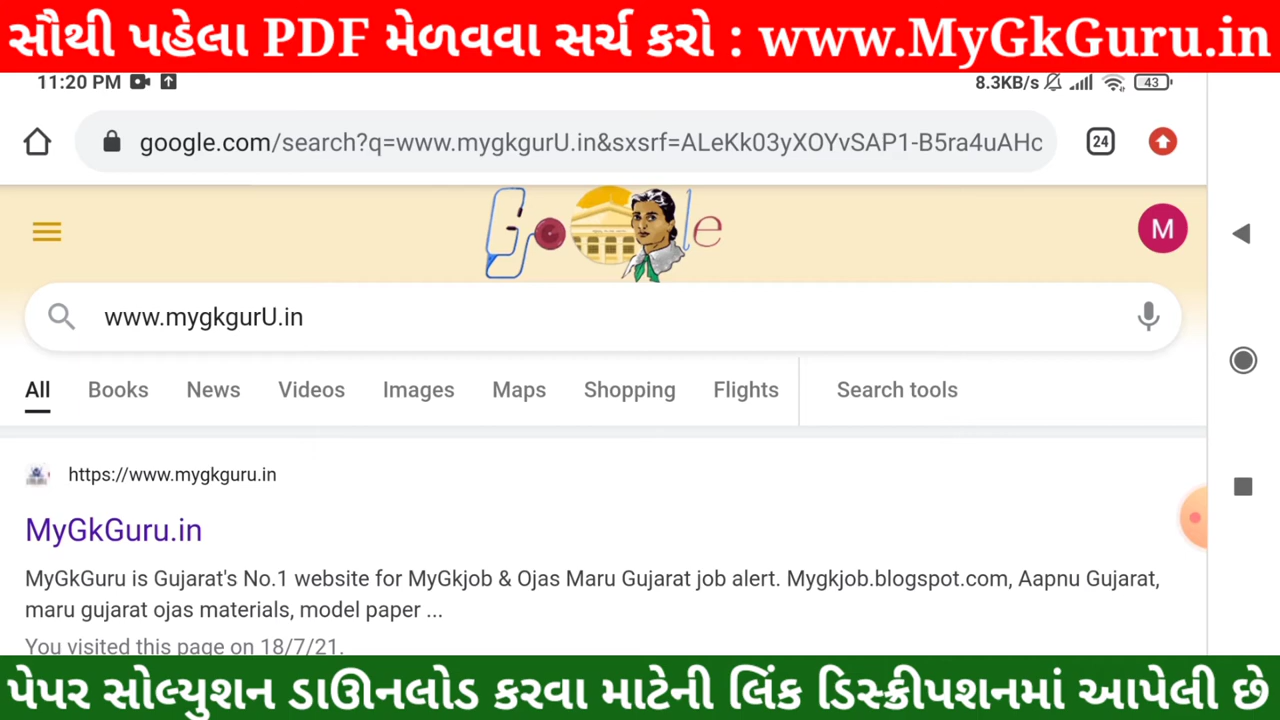 સૌથી પહેલા PDF મેળવવા સર્ચ કરો : www.MyGkGuru.in
11:20 PM 8.3KB/s 43
google.com/search?q=www.mygkgurU.in&sxsrf=ALeKk03yXOYvSAP1-B5ra4uAHc 24
Google M
www.mygkgurU.in
All Books News Videos Images Maps Shopping Flights Search tools
https://www.mygkguru.in
MyGkGuru.in
MyGkGuru is Gujarat's No.1 website for MyGkjob & Ojas Maru Gujarat job alert. Mygkjob.blogspot.com, Aapnu Gujarat,
maru gujarat ojas materials, model paper ...
You visited this page on 18/7/21.
પેપર સોલ્યુશન ડાઊનલોડ કરવા માટેની લિંક ડિસ્ક્રીપશનમાં આપેલી છે